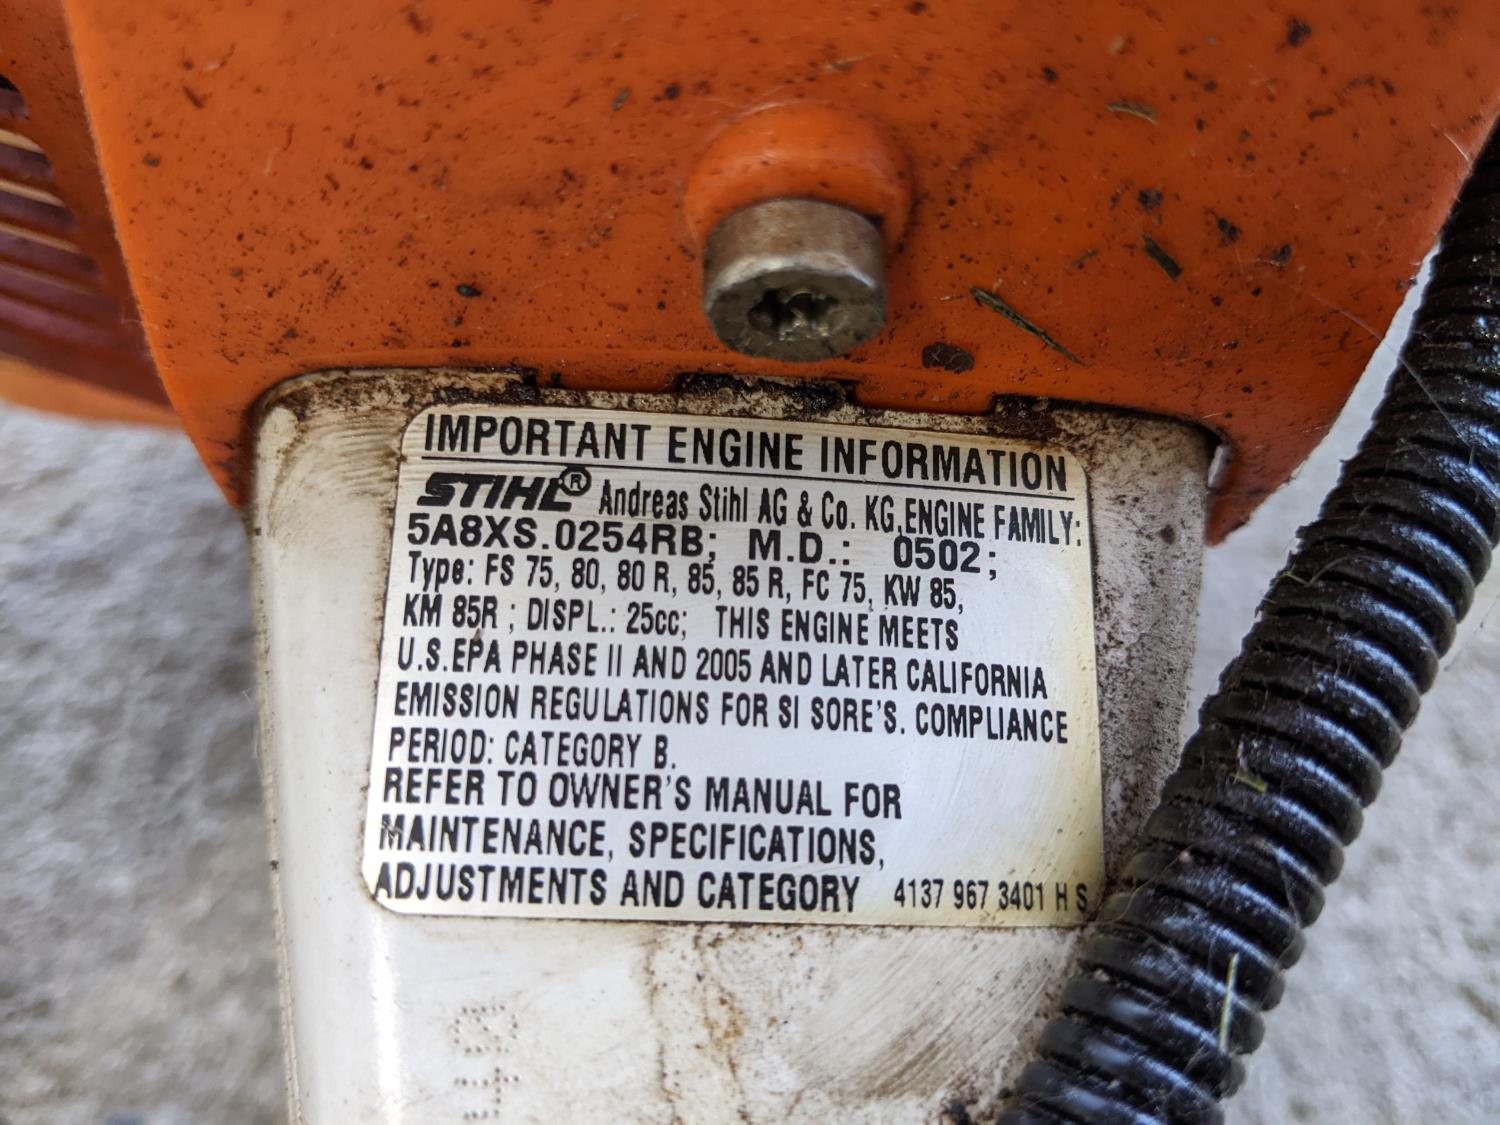 IMPORTANT ENGINE INFORMATION
STIHL® Andreas Stihl AG & Co. KG, ENGINE FAMILY:
5A8XS.0254RB; M.D.: 0502;
Type: FS 75, 80, 80 R, 85, 85 R, FC 75, KW 85,
KM 85R ; DISPL.: 25cc; THIS ENGINE MEETS
U.S.EPA PHASE II AND 2005 AND LATER CALIFORNIA
EMISSION REGULATIONS FOR SI SORE'S. COMPLIANCE
PERIOD: CATEGORY B.
REFER TO OWNER'S MANUAL FOR
MAINTENANCE, SPECIFICATIONS,
ADJUSTMENTS AND CATEGORY 4137 967 3401 H S